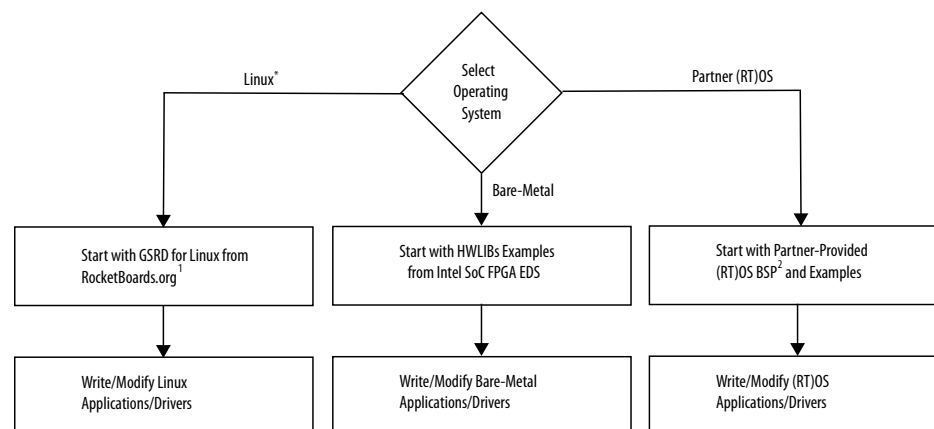 Select
Operating
System
Linux*
Partner (RT)OS
Bare-Metal
Start with GSRD for Linux from
RocketBoards.org¹
Start with HWLIBs Examples
from Intel SoC FPGA EDS
Start with Partner-Provided
(RT)OS BSP² and Examples
Write/Modify Linux
Applications/Drivers
Write/Modify Bare-Metal
Applications/Drivers
Write/Modify (RT)OS
Applications/Drivers